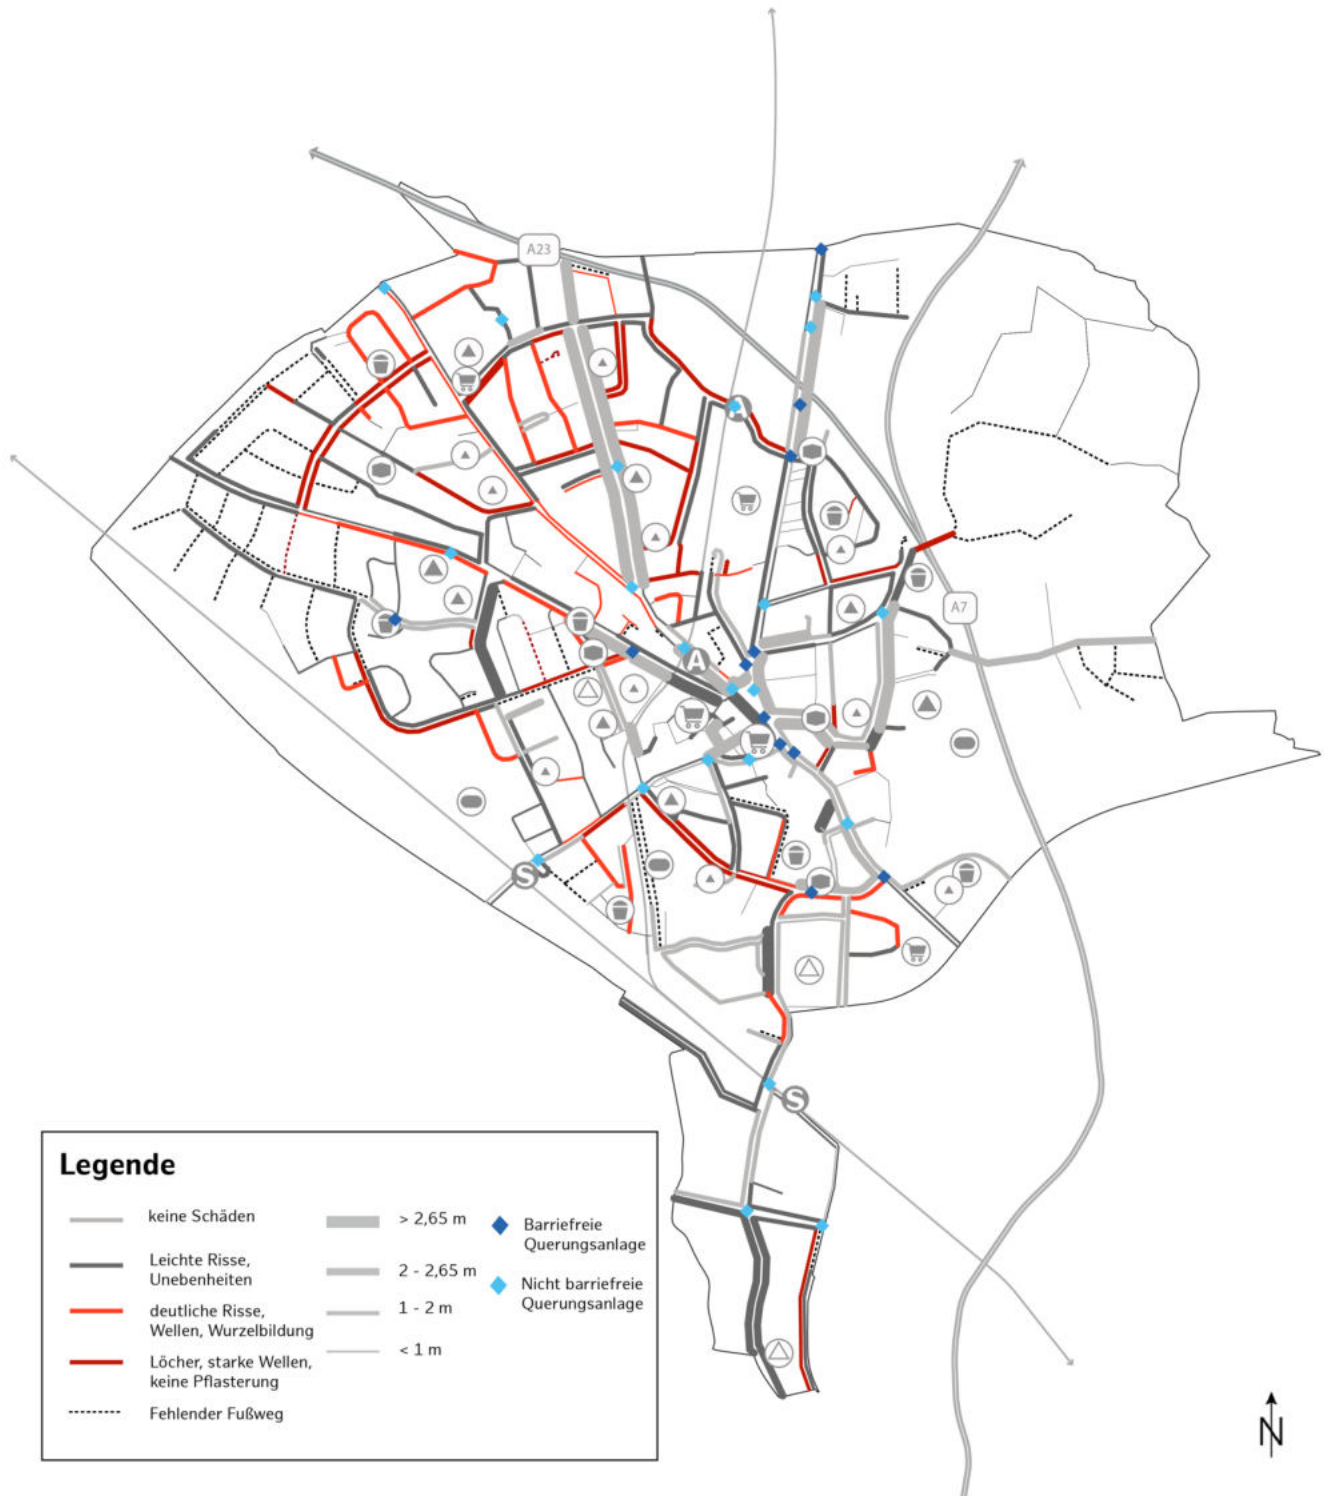 A23
A
A7
S
S
Legende
keine Schäden
Leichte Risse,
Unebenheiten
deutliche Risse,
Wellen, Wurzelbildung
Löcher, starke Wellen,
keine Pflasterung
Fehlender Fußweg
> 2,65 m
2 - 2,65 m
1 - 2 m
< 1 m
Barriefreie
Querungsanlage
Nicht barriefreie
Querungsanlage
N